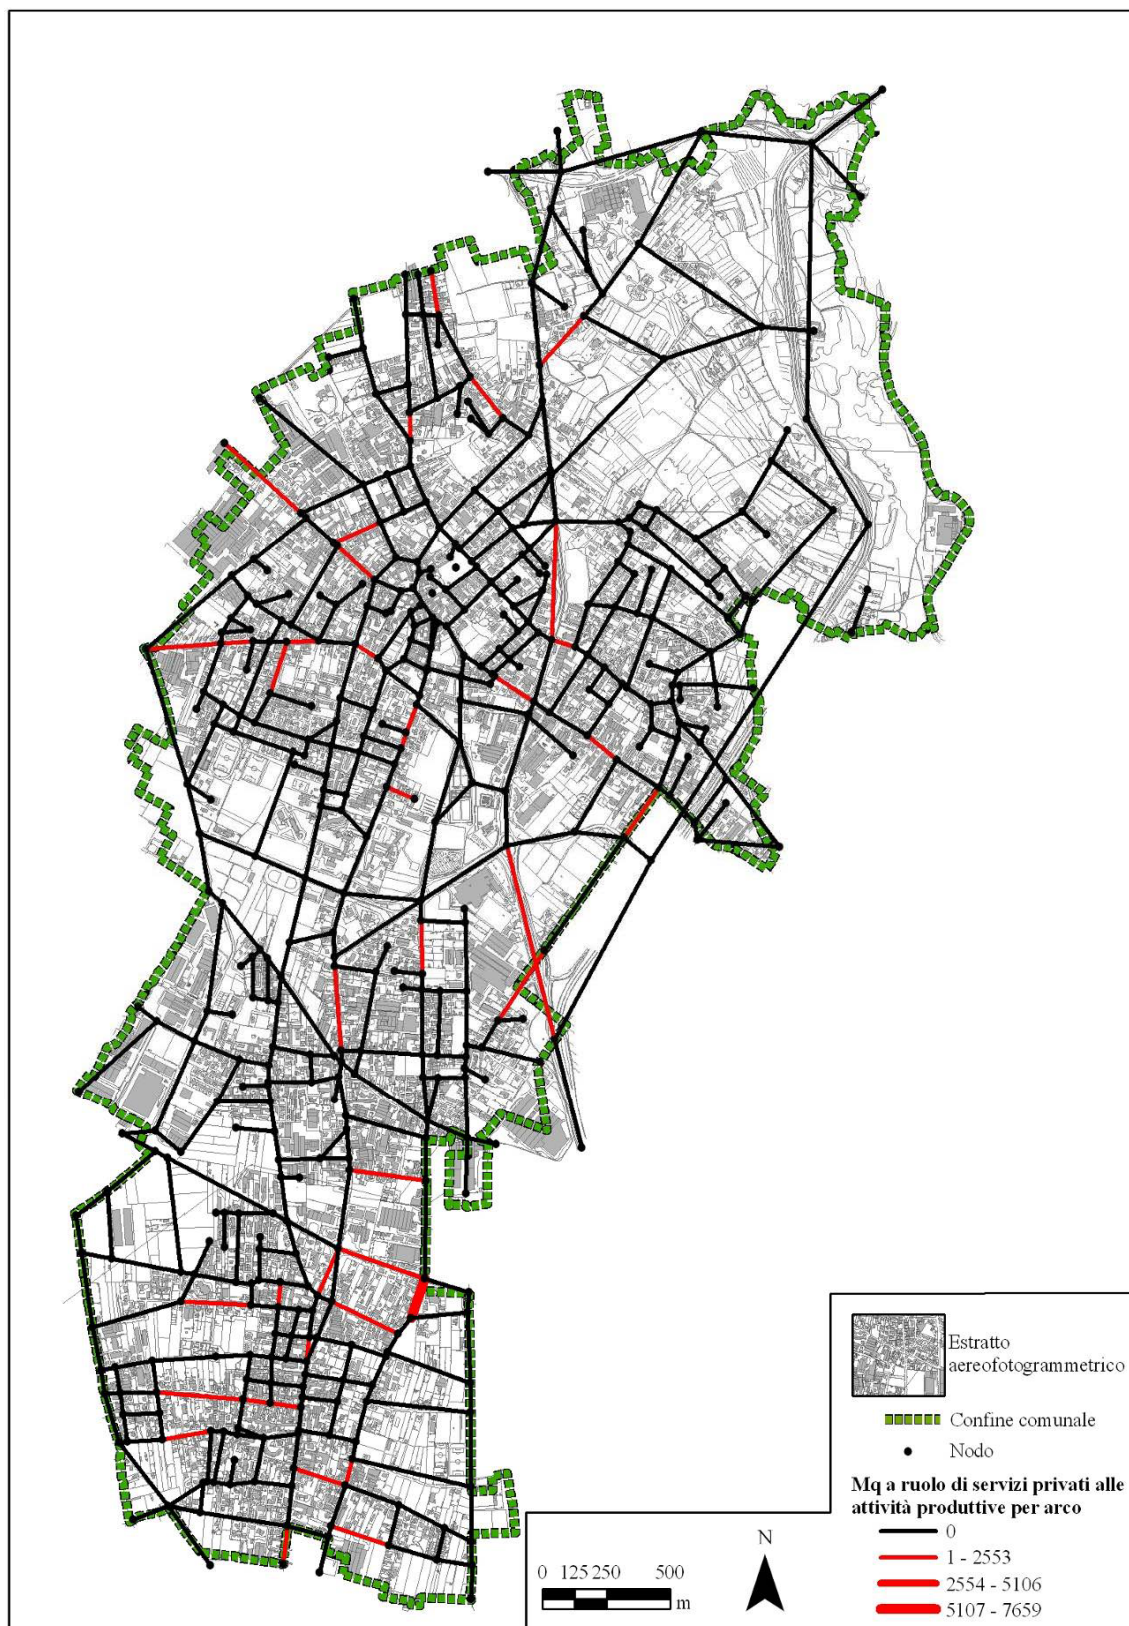 Estratto
aereofotogrammetrico
Confine comunale
Nodo
Mq a ruolo di servizi privati alle
attività produttive per arco
0
1 - 2553
2554 - 5106
5107 - 7659
0 125 250 500
m
N